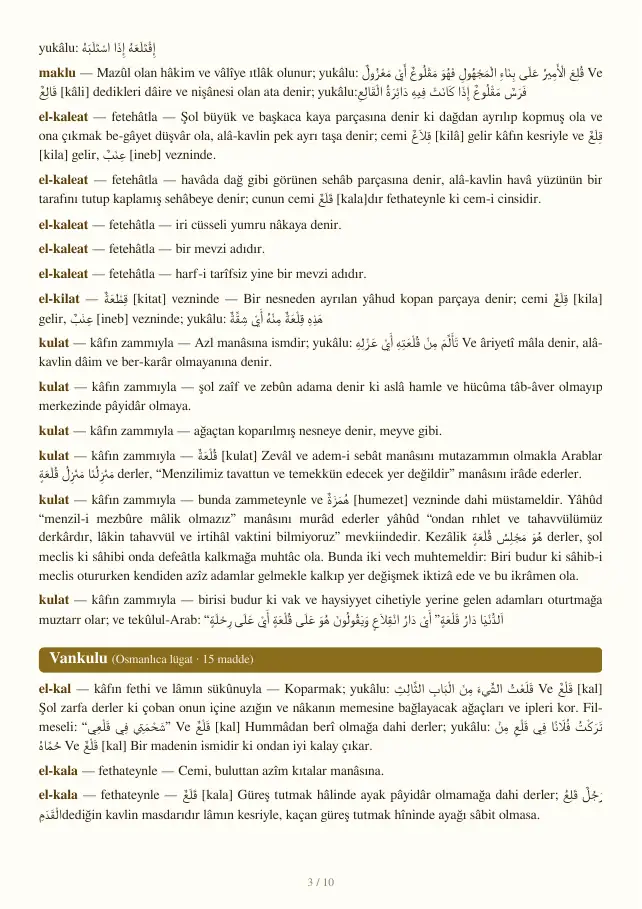 yukâlu: إِقْتَلَعَهُ إِذَا اسْتَلَبَهُ
maklu — Mazûl olan hâkim ve vâlîye ıtlâk olunur; yukâlu: قُلِعَ الْأَمِيرُ عَلَى بِنَاءِ الْمَجْهُولِ فَهُوَ مَقْلُوعٌ أَيْ مَعْزُولٌ Ve
قَالِعٌ [kâli] dedikleri dâire ve nişânesi olan ata denir; yukâlu:فَرَسٌ مَقْلُوعٌ إِذَا كَانَتْ فِيهِ دَائِرَةُ الْقَالِعِ
el-kaleat — fetehâtla — Şol büyük ve başkaca kaya parçasına denir ki dağdan ayrılıp kopmuş ola ve
ona çıkmak be-gâyet düşvâr ola, alâ-kavlin pek ayrı taşa denir; cemi قِلَاعٌ [kilâ] gelir kâfın kesriyle ve قِلَعٌ
[kila] gelir, عِنَبٌ [ineb] vezninde.
el-kaleat — fetehâtla — havâda dağ gibi görünen sehâb parçasına denir, alâ-kavlin havâ yüzünün bir
tarafını tutup kaplamış sehâbeye denir; cunun cemi قَلَعٌ [kala]dır fethateynle ki cem-i cinsidir.
el-kaleat — fetehâtla — iri cüsseli yumru nâkaya denir.
el-kaleat — fetehâtla — bir mevzi adıdır.
el-kaleat — fetehâtla — harf-i tarîfsiz yine bir mevzi adıdır.
el-kilat — قِطْعَةٌ [kitat] vezninde — Bir nesneden ayrılan yâhud kopan parçaya denir; cemi قِلَعٌ [kila]
gelir, عِنَبٌ [ineb] vezninde; yukâlu: هَذِهِ قِلْعَةٌ مِنْهُ أَيْ شِقَّةٌ
kulat — kâfın zammıyla — Azl manâsına ismdir; yukâlu: تَأَلَّمَ مِنْ قُلْعَتِهِ أَيْ عَزْلِهِ Ve âriyetî mâla denir, alâ-
kavlin dâim ve ber-karâr olmayanına denir.
kulat — kâfın zammıyla — şol zaîf ve zebûn adama denir ki aslâ hamle ve hücûma tâb-âver olmayıp
merkezinde pâyidâr olmaya.
kulat — kâfın zammıyla — ağaçtan koparılmış nesneye denir, meyve gibi.
kulat — kâfın zammıyla — قُلْعَةٌ [kulat] Zevâl ve adem-i sebât manâsını mutazammın olmakla Arablar
مَنْزِلُنَا مَنْزِلُ قُلْعَةٍ derler, “Menzilimiz tavattun ve temekkün edecek yer değildir” manâsını irâde ederler.
kulat — kâfın zammıyla — bunda zammeteynle ve هُمَزَةٌ [humezet] vezninde dahi müstameldir. Yâhûd
“menzil-i mezbûre mâlik olmazız” manâsını murâd ederler yâhûd “ondan rıhlet ve tahavvülümüz
derkârdır, lâkin tahavvül ve irtihâl vaktini bilmiyoruz” mevkiindedir. Kezâlik هُوَ مَجْلِسُ قُلْعَةٍ derler, şol
meclis ki sâhibi onda defeâtla kalkmağa muhtâc ola. Bunda iki vech muhtemeldir: Biri budur ki sâhib-i
meclis otururken kendiden azîz adamlar gelmekle kalkıp yer değişmek iktizâ ede ve bu ikrâmen ola.
kulat — kâfın zammıyla — birisi budur ki vak ve haysiyyet cihetiyle yerine gelen adamları oturtmağa
muztarr olar; ve tekûlul-Arab: “اَلدُّنْيَا دَارُ قَلْعَةٍ” أَيْ دَارُ انْقِلَاعٍ وَيَقُولُونَ هُوَ عَلَى قُلْعَةٍ أَيْ عَلَى رِحْلَةٍ
Vankulu (Osmanlıca lügat · 15 madde)
el-kal — kâfın fethi ve lâmın sükûnuyla — Koparmak; yukâlu: قَلَعْتُ الشَّيْءَ مِنَ الْبَابِ الثَّالِثِ Ve قَلْعٌ [kal]
Şol zarfa derler ki çoban onun içine azığın ve nâkanın memesine bağlayacak ağaçları ve ipleri kor. Fil-
meseli: “شَحْمَتِي فِي قَلْعِي” Ve قَلْعٌ [kal] Hummâdan berî olmağa dahi derler; yukâlu: تَرَكْتُ فُلَانًا فِي قَلْعٍ مِنْ
حُمَّاهُ Ve قَلْعٌ [kal] Bir madenin ismidir ki ondan iyi kalay çıkar.
el-kala — fethateynle — Cemi, buluttan azîm kıtalar manâsına.
el-kala — fethateynle — قَلَعٌ [kala] Güreş tutmak hâlinde ayak pâyidâr olmamağa dahi derler; رَجُلٌ قَلِعُ
الْقَدَمِdediğin kavlin masdarıdır lâmın kesriyle, kaçan güreş tutmak hîninde ayağı sâbit olmasa.
3 / 10